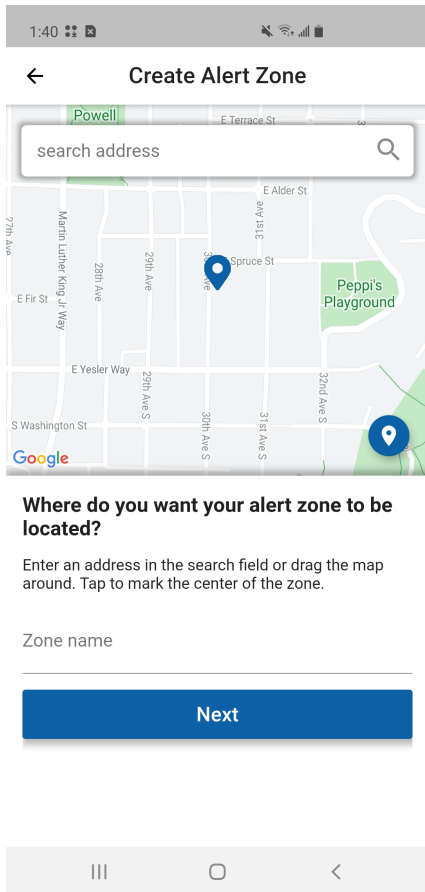 1:40
Create Alert Zone
Powell
E Terrace St
search address
E Alder St
31st Ave
27th Ave
Martin Luther King Jr Way
28th Ave
29th Ave
Spruce St
Peppi's
Playground
E Fir St
E Yesler Way
29th Ave S
32nd Ave S
S Washington St
30th Ave S
31st Ave S
Google
Where do you want your alert zone to be
located?
Enter an address in the search field or drag the map
around. Tap to mark the center of the zone.
Zone name
Next